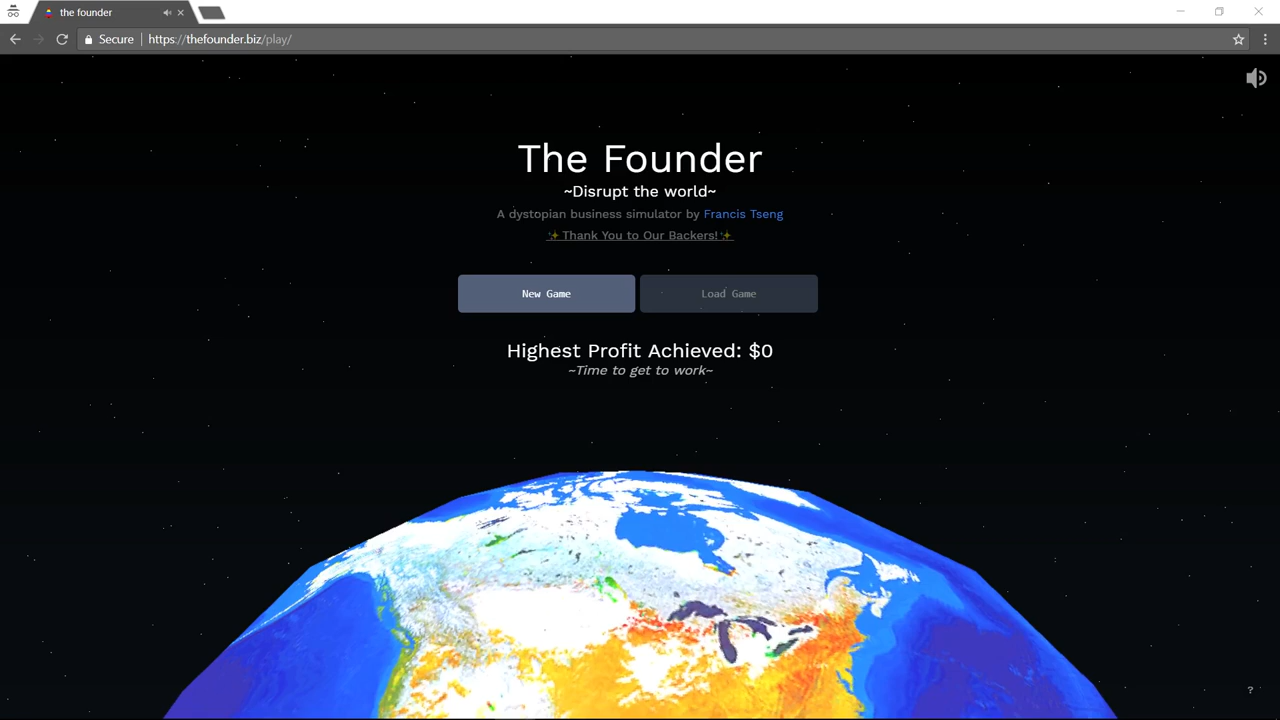 the founder
Secure
https://thefounder.biz/play/
The Founder
~Disrupt the world~
A dystopian business simulator by Francis Tseng
✨Thank You to Our Backers!✨
New Game
Load Game
Highest Profit Achieved: $0
~Time to get to work~
?